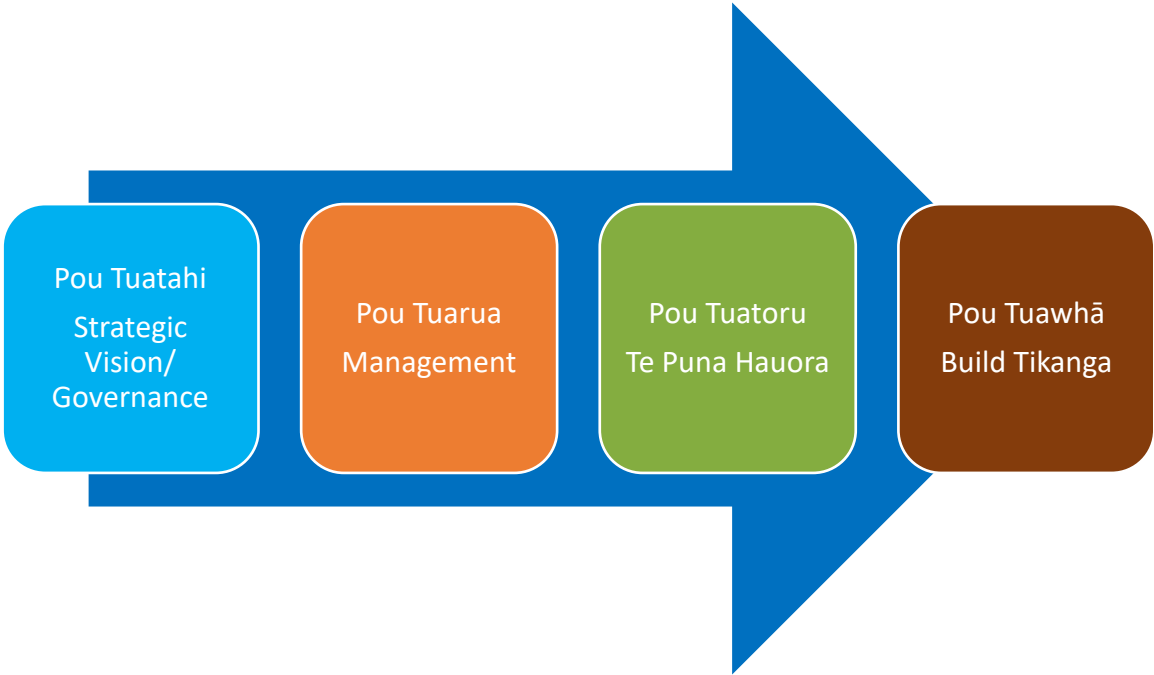 Pou Tuatahi
Strategic
Vision/
Governance
Pou Tuarua
Management
Pou Tuatoru
Te Puna Hauora
Pou Tuawhā
Build Tikanga